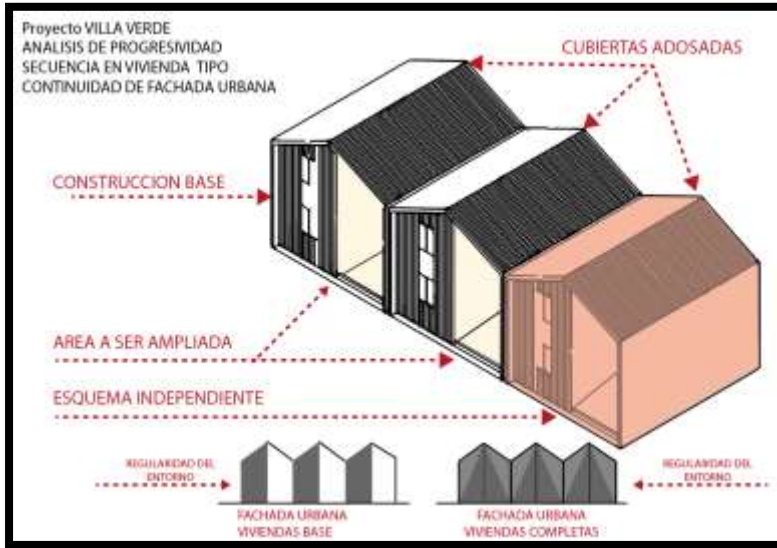 Proyecto VILLA VERDE
ANALISIS DE PROGRESIVIDAD
SECUENCIA EN VIVIENDA TIPO
CONTINUIDAD DE FACHADA URBANA
CUBIERTAS ADOSADAS
CONSTRUCCION BASE
AREA A SER AMPLIADA
ESQUEMA INDEPENDIENTE
REGULARIDAD DEL
ENTORNO
REGULARIDAD DEL
ENTORNO
FACHADA URBANA
VIVIENDAS BASE
FACHADA URBANA
VIVIENDAS COMPLETAS